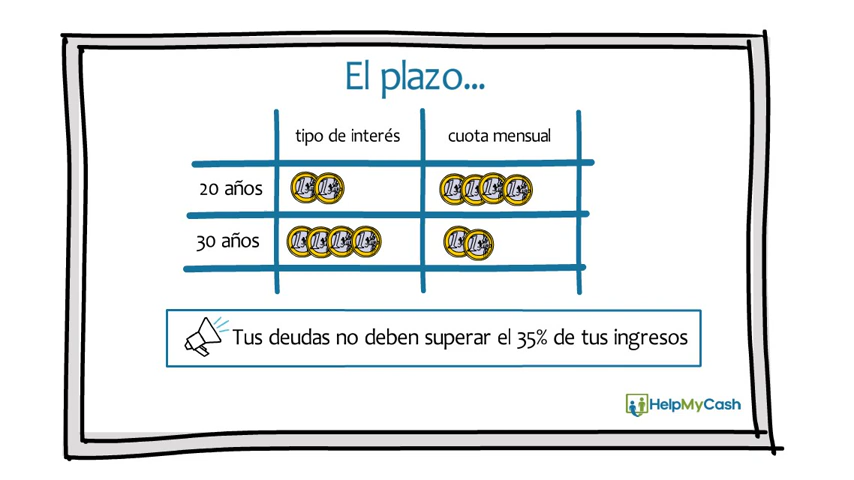 El plazo...
tipo de interés cuota mensual
20 años
30 años
Tus deudas no deben superar el 35% de tus ingresos
HelpMyCash